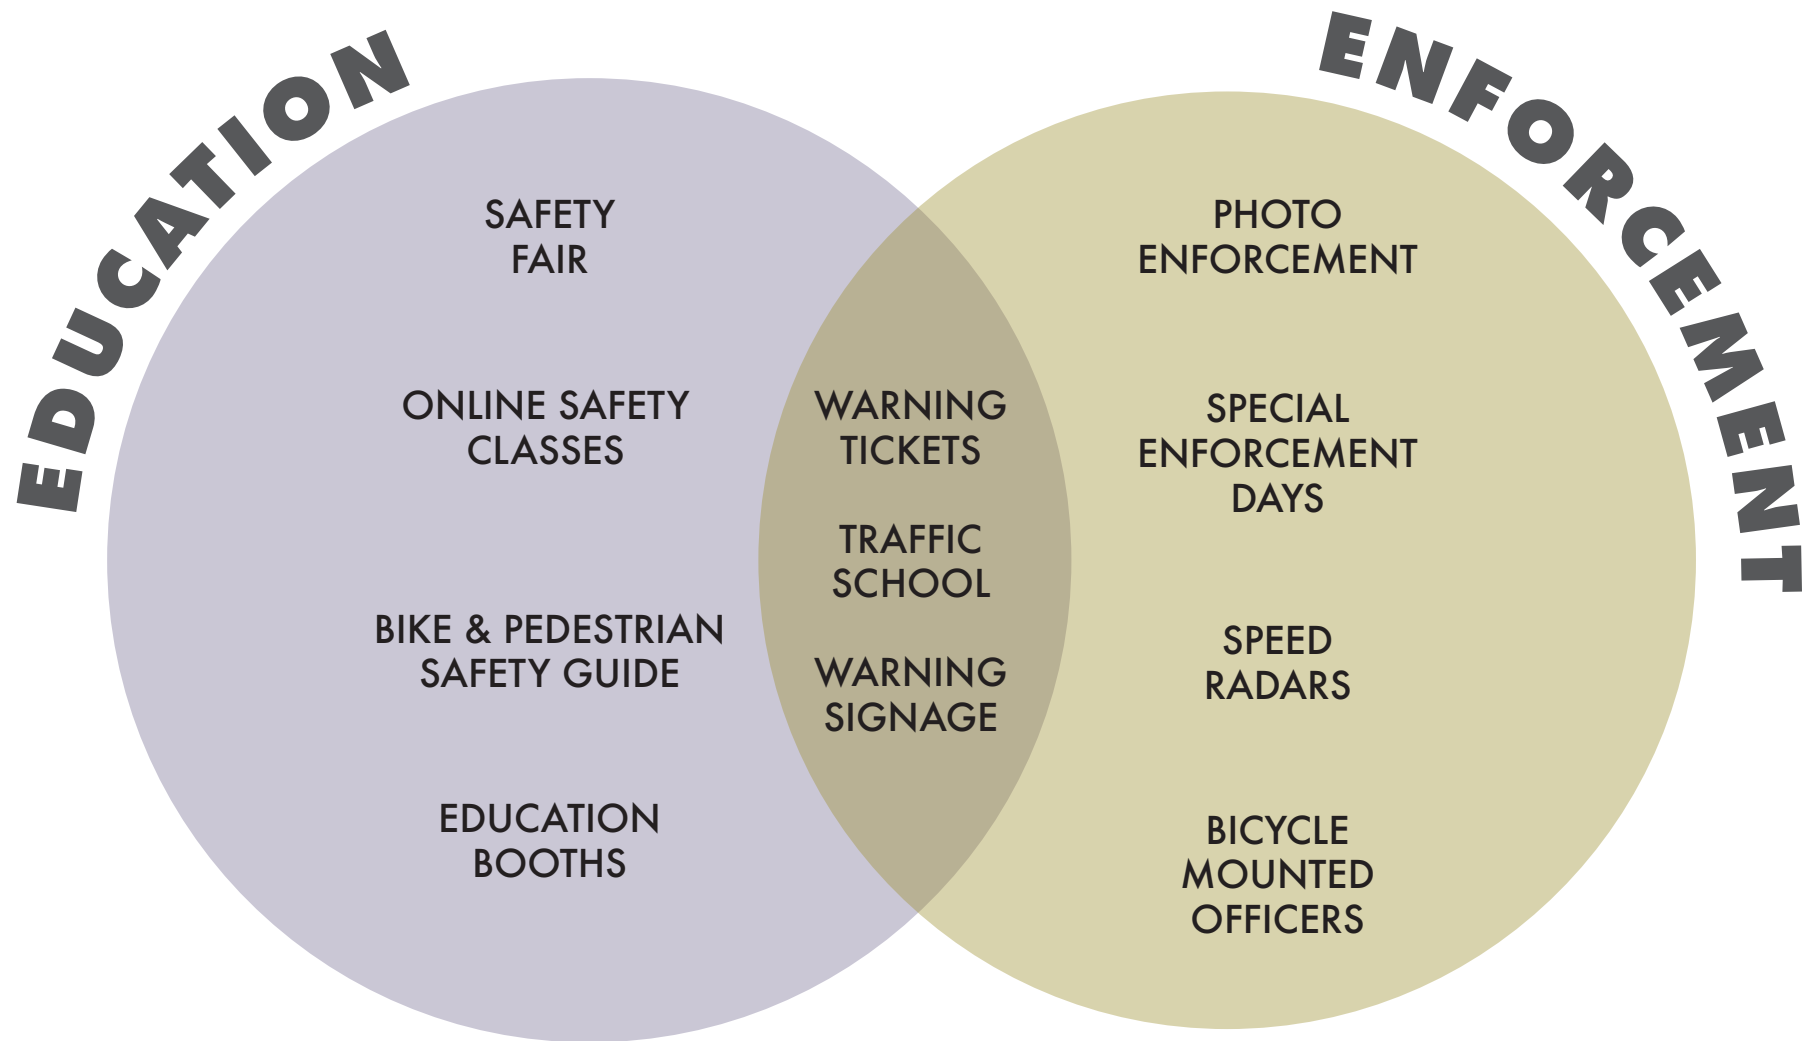 EDUCATION
SAFETY
FAIR
ONLINE SAFETY
CLASSES
BIKE & PEDESTRIAN
SAFETY GUIDE
EDUCATION
BOOTHS
WARNING
TICKETS
TRAFFIC
SCHOOL
WARNING
SIGNAGE
ENFORCEMENT
PHOTO
ENFORCEMENT
SPECIAL
ENFORCEMENT
DAYS
SPEED
RADARS
BICYCLE
MOUNTED
OFFICERS